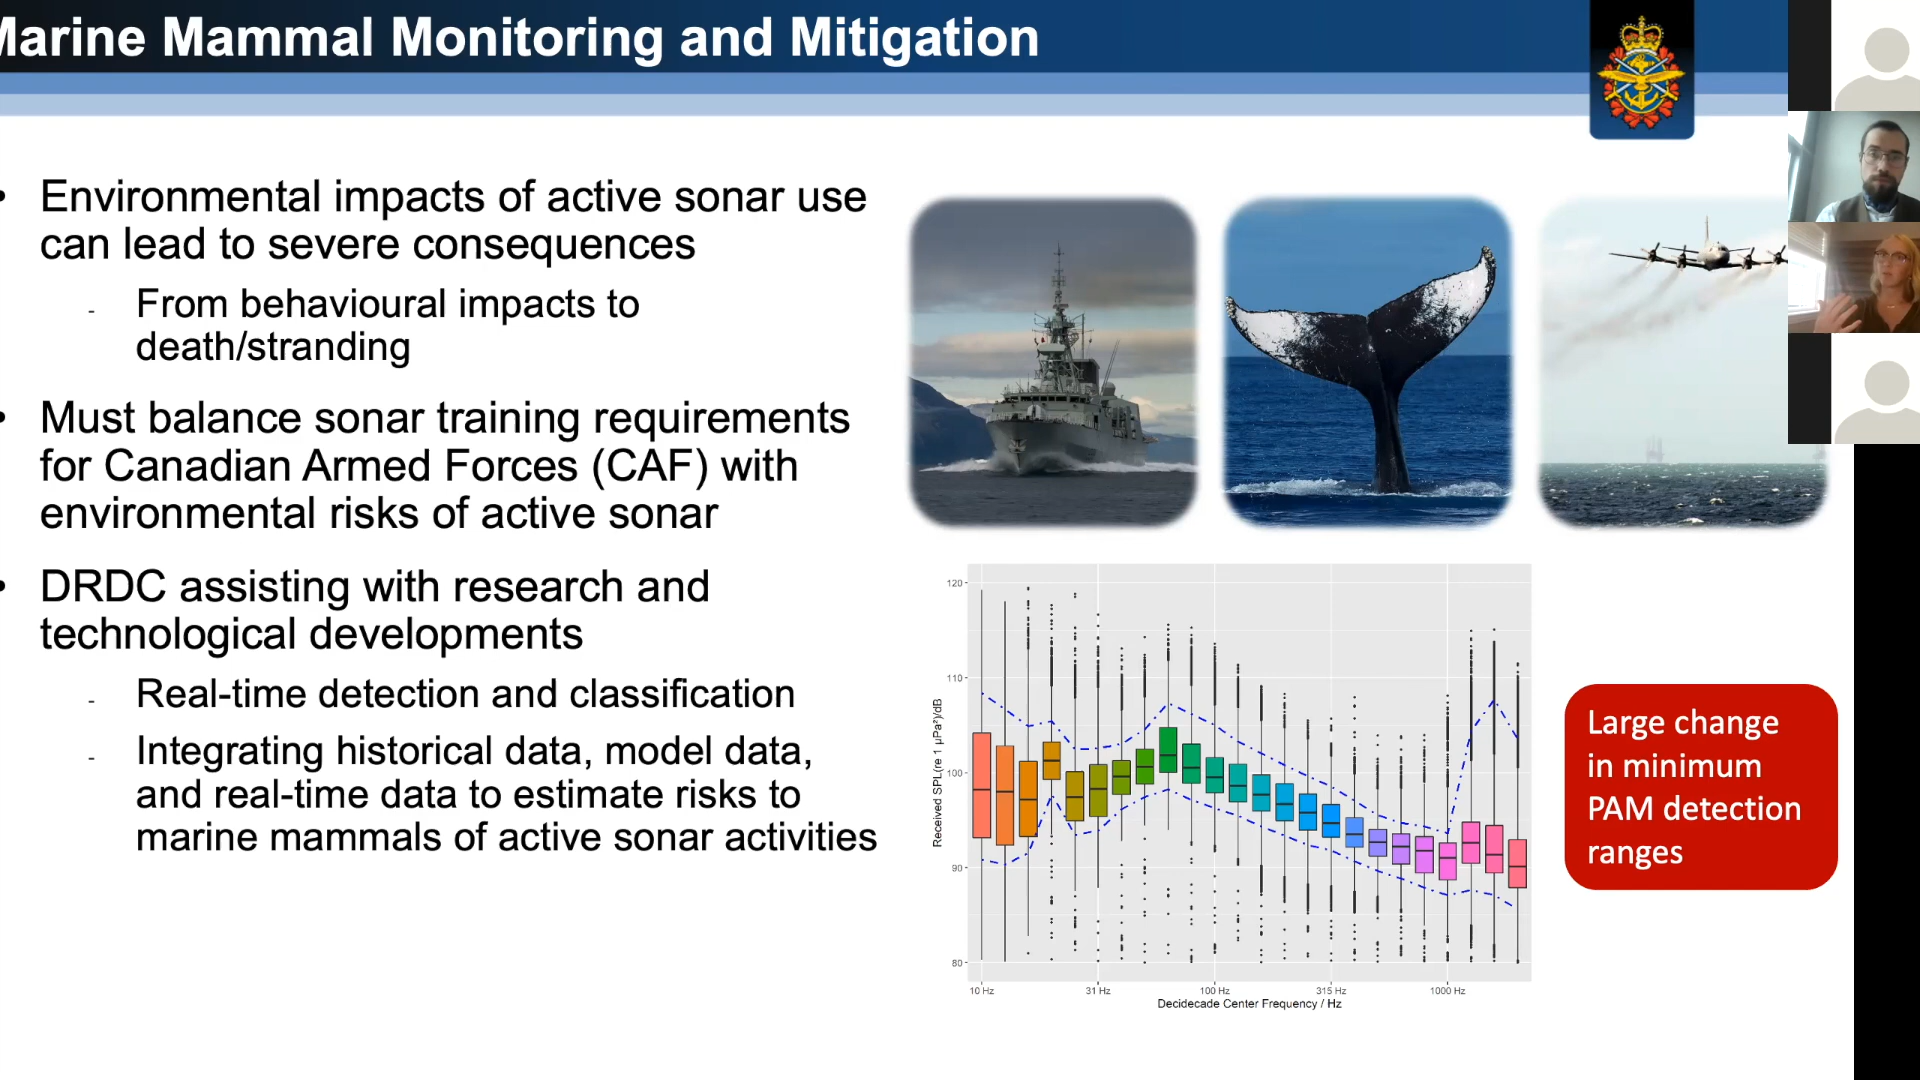 Marine Mammal Monitoring and Mitigation
• Environmental impacts of active sonar use
can lead to severe consequences
- From behavioural impacts to
death/stranding
• Must balance sonar training requirements
for Canadian Armed Forces (CAF) with
environmental risks of active sonar
• DRDC assisting with research and
technological developments
- Real-time detection and classification
- Integrating historical data, model data,
and real-time data to estimate risks to
marine mammals of active sonar activities
120
110
100
90
80
Received SPL(re 1 µPa²)/dB
10 Hz 31 Hz 100 Hz 315 Hz 1000 Hz
Decidecade Center Frequency / Hz
Large change
in minimum
PAM detection
ranges